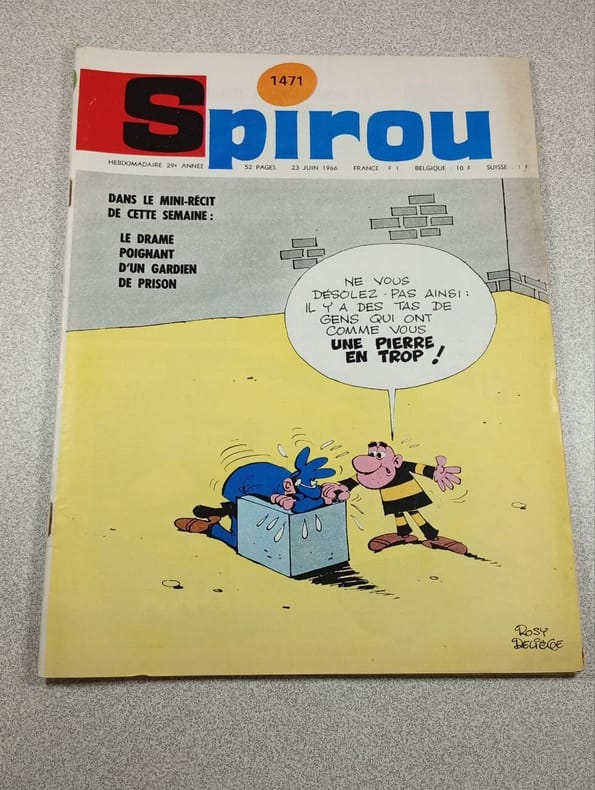 1471
Spirou
HEBDOMADAIRE 29e ANNÉE 52 PAGES 23 JUIN 1966 FRANCE : F 1 BELGIQUE : 10 F SUISSE : 1 F
DANS LE MINI-RÉCIT
DE CETTE SEMAINE :
LE DRAME
POIGNANT
D'UN GARDIEN
DE PRISON
NE VOUS
DÉSOLEZ-PAS AINSI :
IL Y A DES TAS DE
GENS QUI ONT
COMME VOUS
UNE PIERRE
EN TROP !
ROSY
DELIÈGE